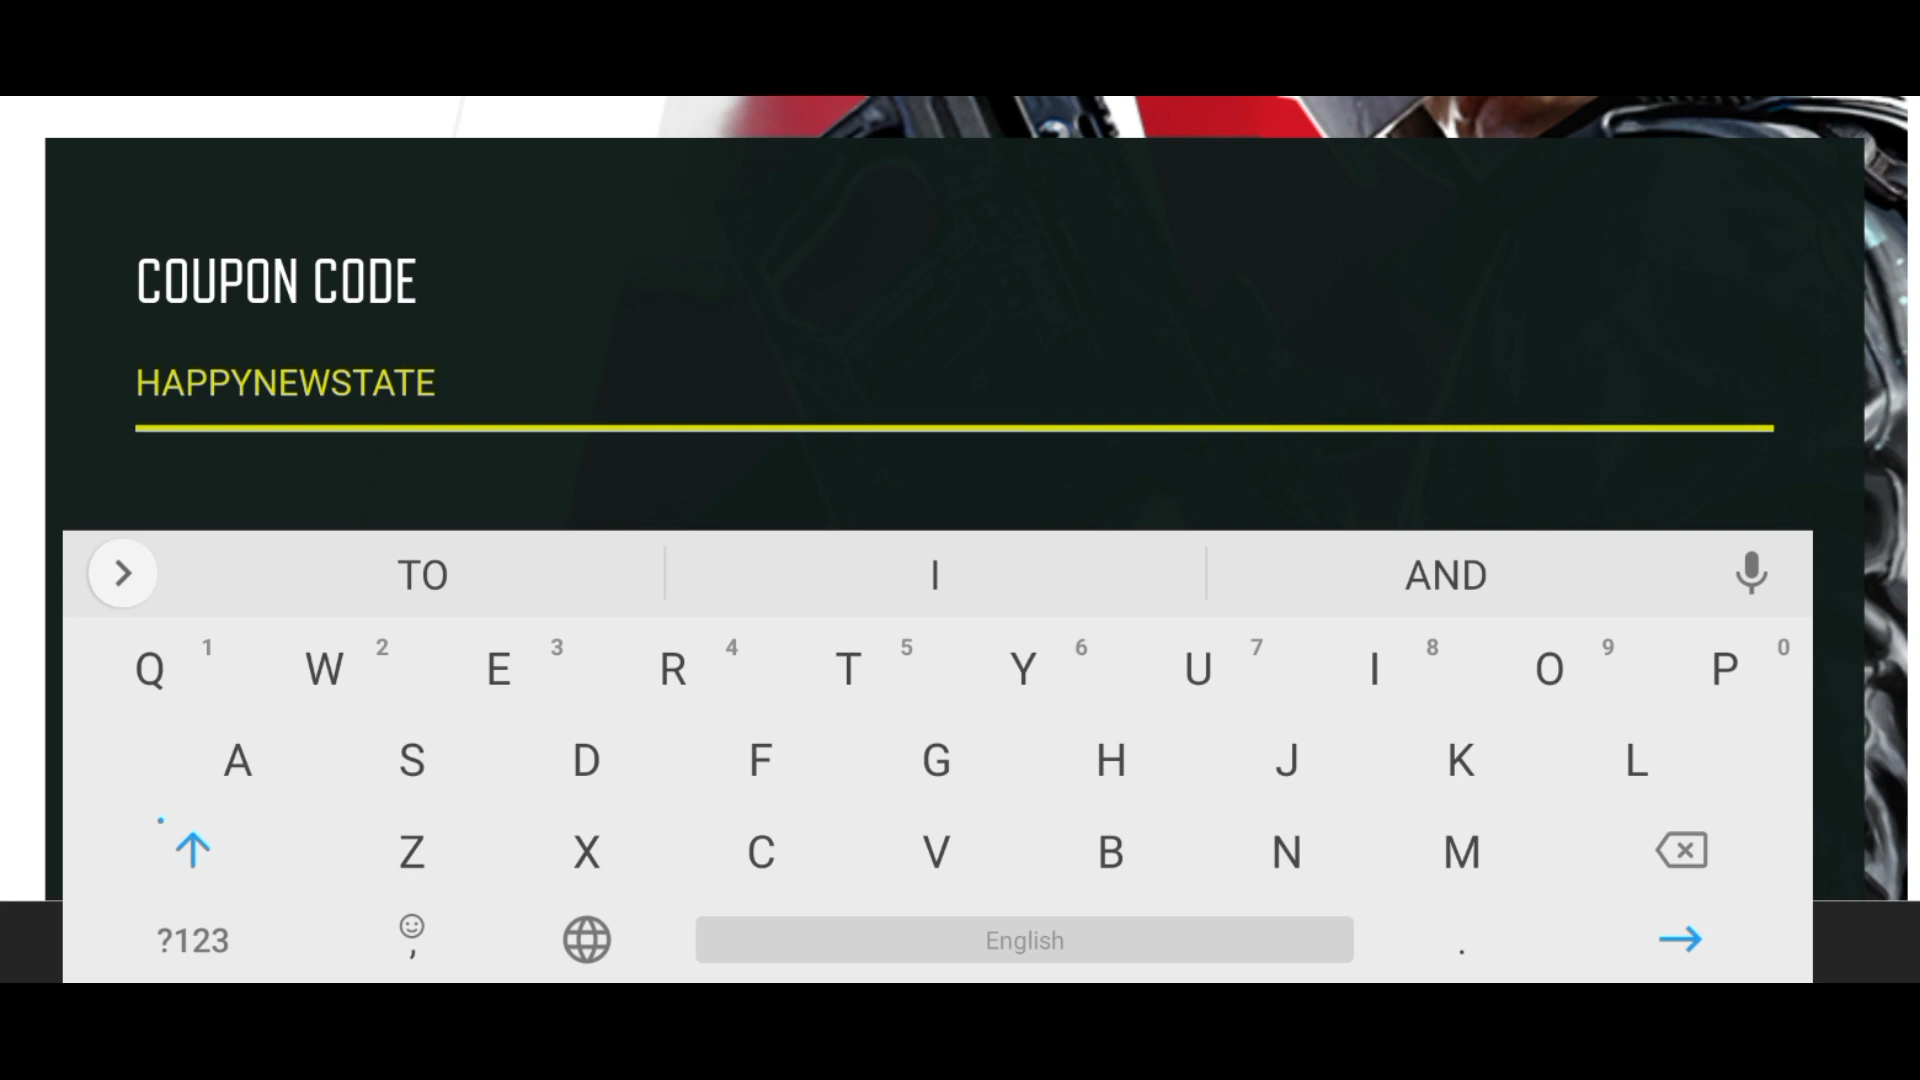 COUPON CODE
HAPPYNEWSTATE
TO I AND
Q 1 W 2 E 3 R 4 T 5 Y 6 U 7 I 8 O 9 P 0
A S D F G H J K L
Z X C V B N M
?123 , English .